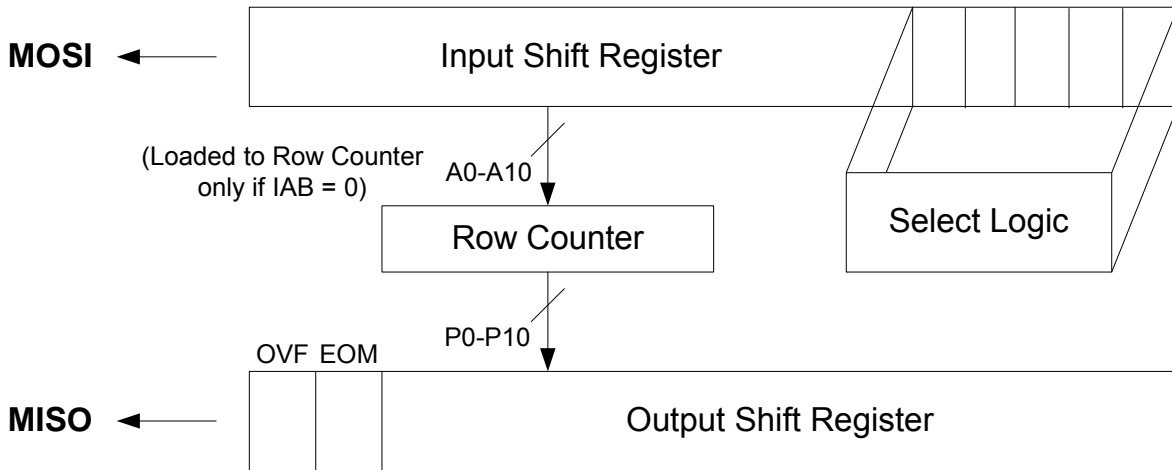 MOSI
Input Shift Register
(Loaded to Row Counter
only if IAB = 0)
A0-A10
Row Counter
Select Logic
P0-P10
OVF EOM
MISO
Output Shift Register